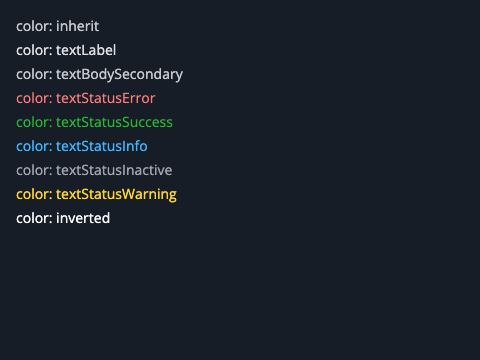 color: inherit
color: textLabel
color: textBodySecondary
color: textStatusError
color: textStatusSuccess
color: textStatusInfo
color: textStatusInactive
color: textStatusWarning
color: inverted